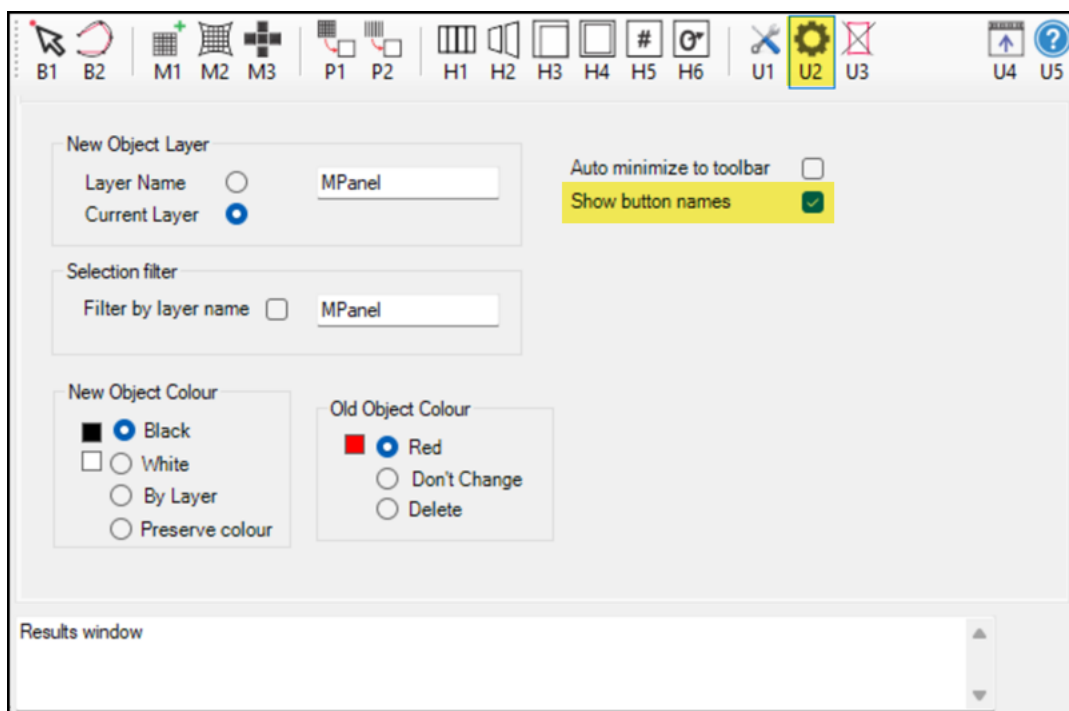 B1 B2 M1 M2 M3 P1 P2 H1 H2 H3 H4 # H5 H6 U1 U2 U3 U4 ? U5
New Object Layer
Layer Name MPanel
Current Layer
Auto minimize to toolbar
Show button names
Selection filter
Filter by layer name MPanel
New Object Colour
Black
White
By Layer
Preserve colour
Old Object Colour
Red
Don't Change
Delete
Results window